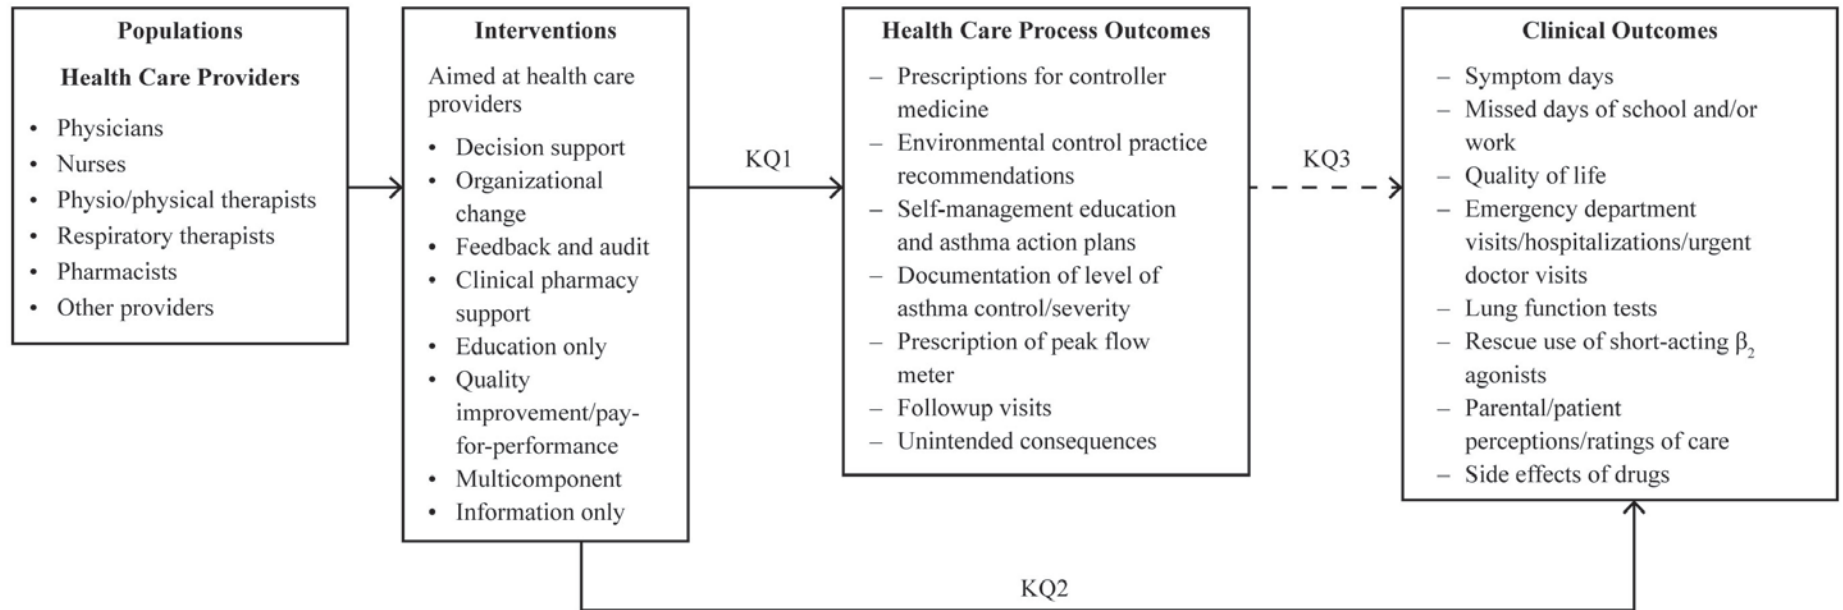 Populations
Health Care Providers
• Physicians
• Nurses
• Physio/physical therapists
• Respiratory therapists
• Pharmacists
• Other providers
Interventions
Aimed at health care
providers
• Decision support
• Organizational
change
• Feedback and audit
• Clinical pharmacy
support
• Education only
• Quality
improvement/pay-
for-performance
• Multicomponent
• Information only
KQ1
Health Care Process Outcomes
– Prescriptions for controller
medicine
– Environmental control practice
recommendations
– Self-management education
and asthma action plans
– Documentation of level of
asthma control/severity
– Prescription of peak flow
meter
– Followup visits
– Unintended consequences
KQ3
Clinical Outcomes
– Symptom days
– Missed days of school and/or
work
– Quality of life
– Emergency department
visits/hospitalizations/urgent
doctor visits
– Lung function tests
– Rescue use of short-acting β₂
agonists
– Parental/patient
perceptions/ratings of care
– Side effects of drugs
KQ2